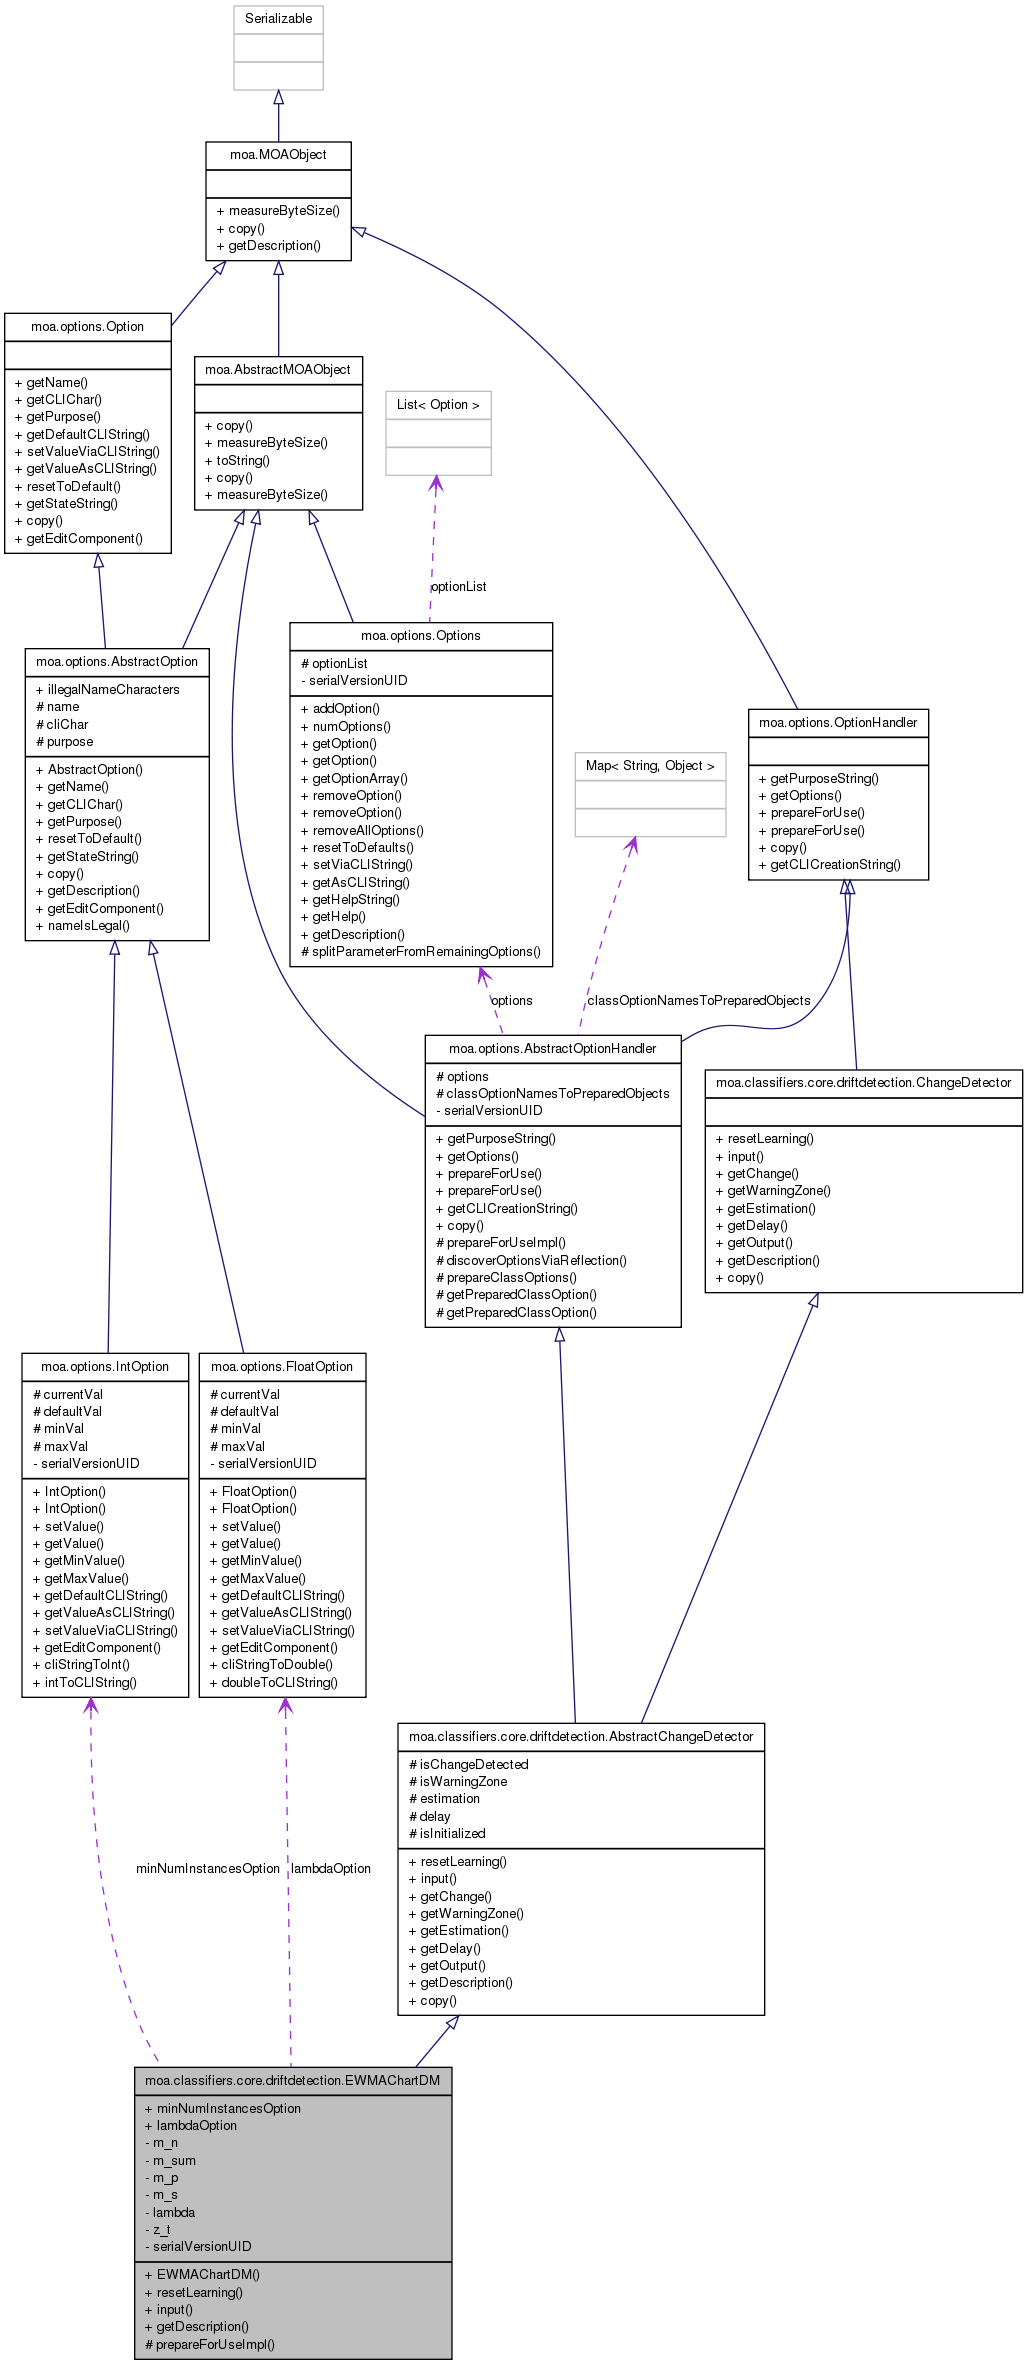 Serializable
moa.MOAObject
+ measureByteSize()
+ copy()
+ getDescription()
moa.options.Option
+ getName()
+ getCLIChar()
+ getPurpose()
+ getDefaultCLIString()
+ setValueViaCLIString()
+ getValueAsCLIString()
+ resetToDefault()
+ getStateString()
+ copy()
+ getEditComponent()
moa.AbstractMOAObject
+ copy()
+ measureByteSize()
+ toString()
+ copy()
+ measureByteSize()
List< Option >
optionList
moa.options.AbstractOption
+ illegalNameCharacters
# name
# cliChar
# purpose
+ AbstractOption()
+ getName()
+ getCLIChar()
+ getPurpose()
+ resetToDefault()
+ getStateString()
+ copy()
+ getDescription()
+ getEditComponent()
+ nameIsLegal()
moa.options.Options
# optionList
- serialVersionUID
+ addOption()
+ numOptions()
+ getOption()
+ getOption()
+ getOptionArray()
+ removeOption()
+ removeOption()
+ removeAllOptions()
+ resetToDefaults()
+ setViaCLIString()
+ getAsCLIString()
+ getHelpString()
+ getHelp()
+ getDescription()
# splitParameterFromRemainingOptions()
Map< String, Object >
moa.options.OptionHandler
+ getPurposeString()
+ getOptions()
+ prepareForUse()
+ prepareForUse()
+ copy()
+ getCLICreationString()
options
classOptionNamesToPreparedObjects
moa.options.AbstractOptionHandler
# options
# classOptionNamesToPreparedObjects
- serialVersionUID
+ getPurposeString()
+ getOptions()
+ prepareForUse()
+ prepareForUse()
+ getCLICreationString()
+ copy()
# prepareForUseImpl()
# discoverOptionsViaReflection()
# prepareClassOptions()
# getPreparedClassOption()
# getPreparedClassOption()
moa.classifiers.core.driftdetection.ChangeDetector
+ resetLearning()
+ input()
+ getChange()
+ getWarningZone()
+ getEstimation()
+ getDelay()
+ getOutput()
+ getDescription()
+ copy()
moa.options.IntOption
# currentVal
# defaultVal
# minVal
# maxVal
- serialVersionUID
+ IntOption()
+ IntOption()
+ setValue()
+ getValue()
+ getMinValue()
+ getMaxValue()
+ getDefaultCLIString()
+ getValueAsCLIString()
+ setValueViaCLIString()
+ getEditComponent()
+ cliStringToInt()
+ intToCLIString()
moa.options.FloatOption
# currentVal
# defaultVal
# minVal
# maxVal
- serialVersionUID
+ FloatOption()
+ FloatOption()
+ setValue()
+ getValue()
+ getMinValue()
+ getMaxValue()
+ getDefaultCLIString()
+ getValueAsCLIString()
+ setValueViaCLIString()
+ getEditComponent()
+ cliStringToDouble()
+ doubleToCLIString()
moa.classifiers.core.driftdetection.AbstractChangeDetector
# isChangeDetected
# isWarningZone
# estimation
# delay
# isInitialized
+ resetLearning()
+ input()
+ getChange()
+ getWarningZone()
+ getEstimation()
+ getDelay()
+ getOutput()
+ getDescription()
+ copy()
minNumInstancesOption
lambdaOption
moa.classifiers.core.driftdetection.EWMAChartDM
+ minNumInstancesOption
+ lambdaOption
- m_n
- m_sum
- m_p
- m_s
- lambda
- z_t
- serialVersionUID
+ EWMAChartDM()
+ resetLearning()
+ input()
+ getDescription()
# prepareForUseImpl()